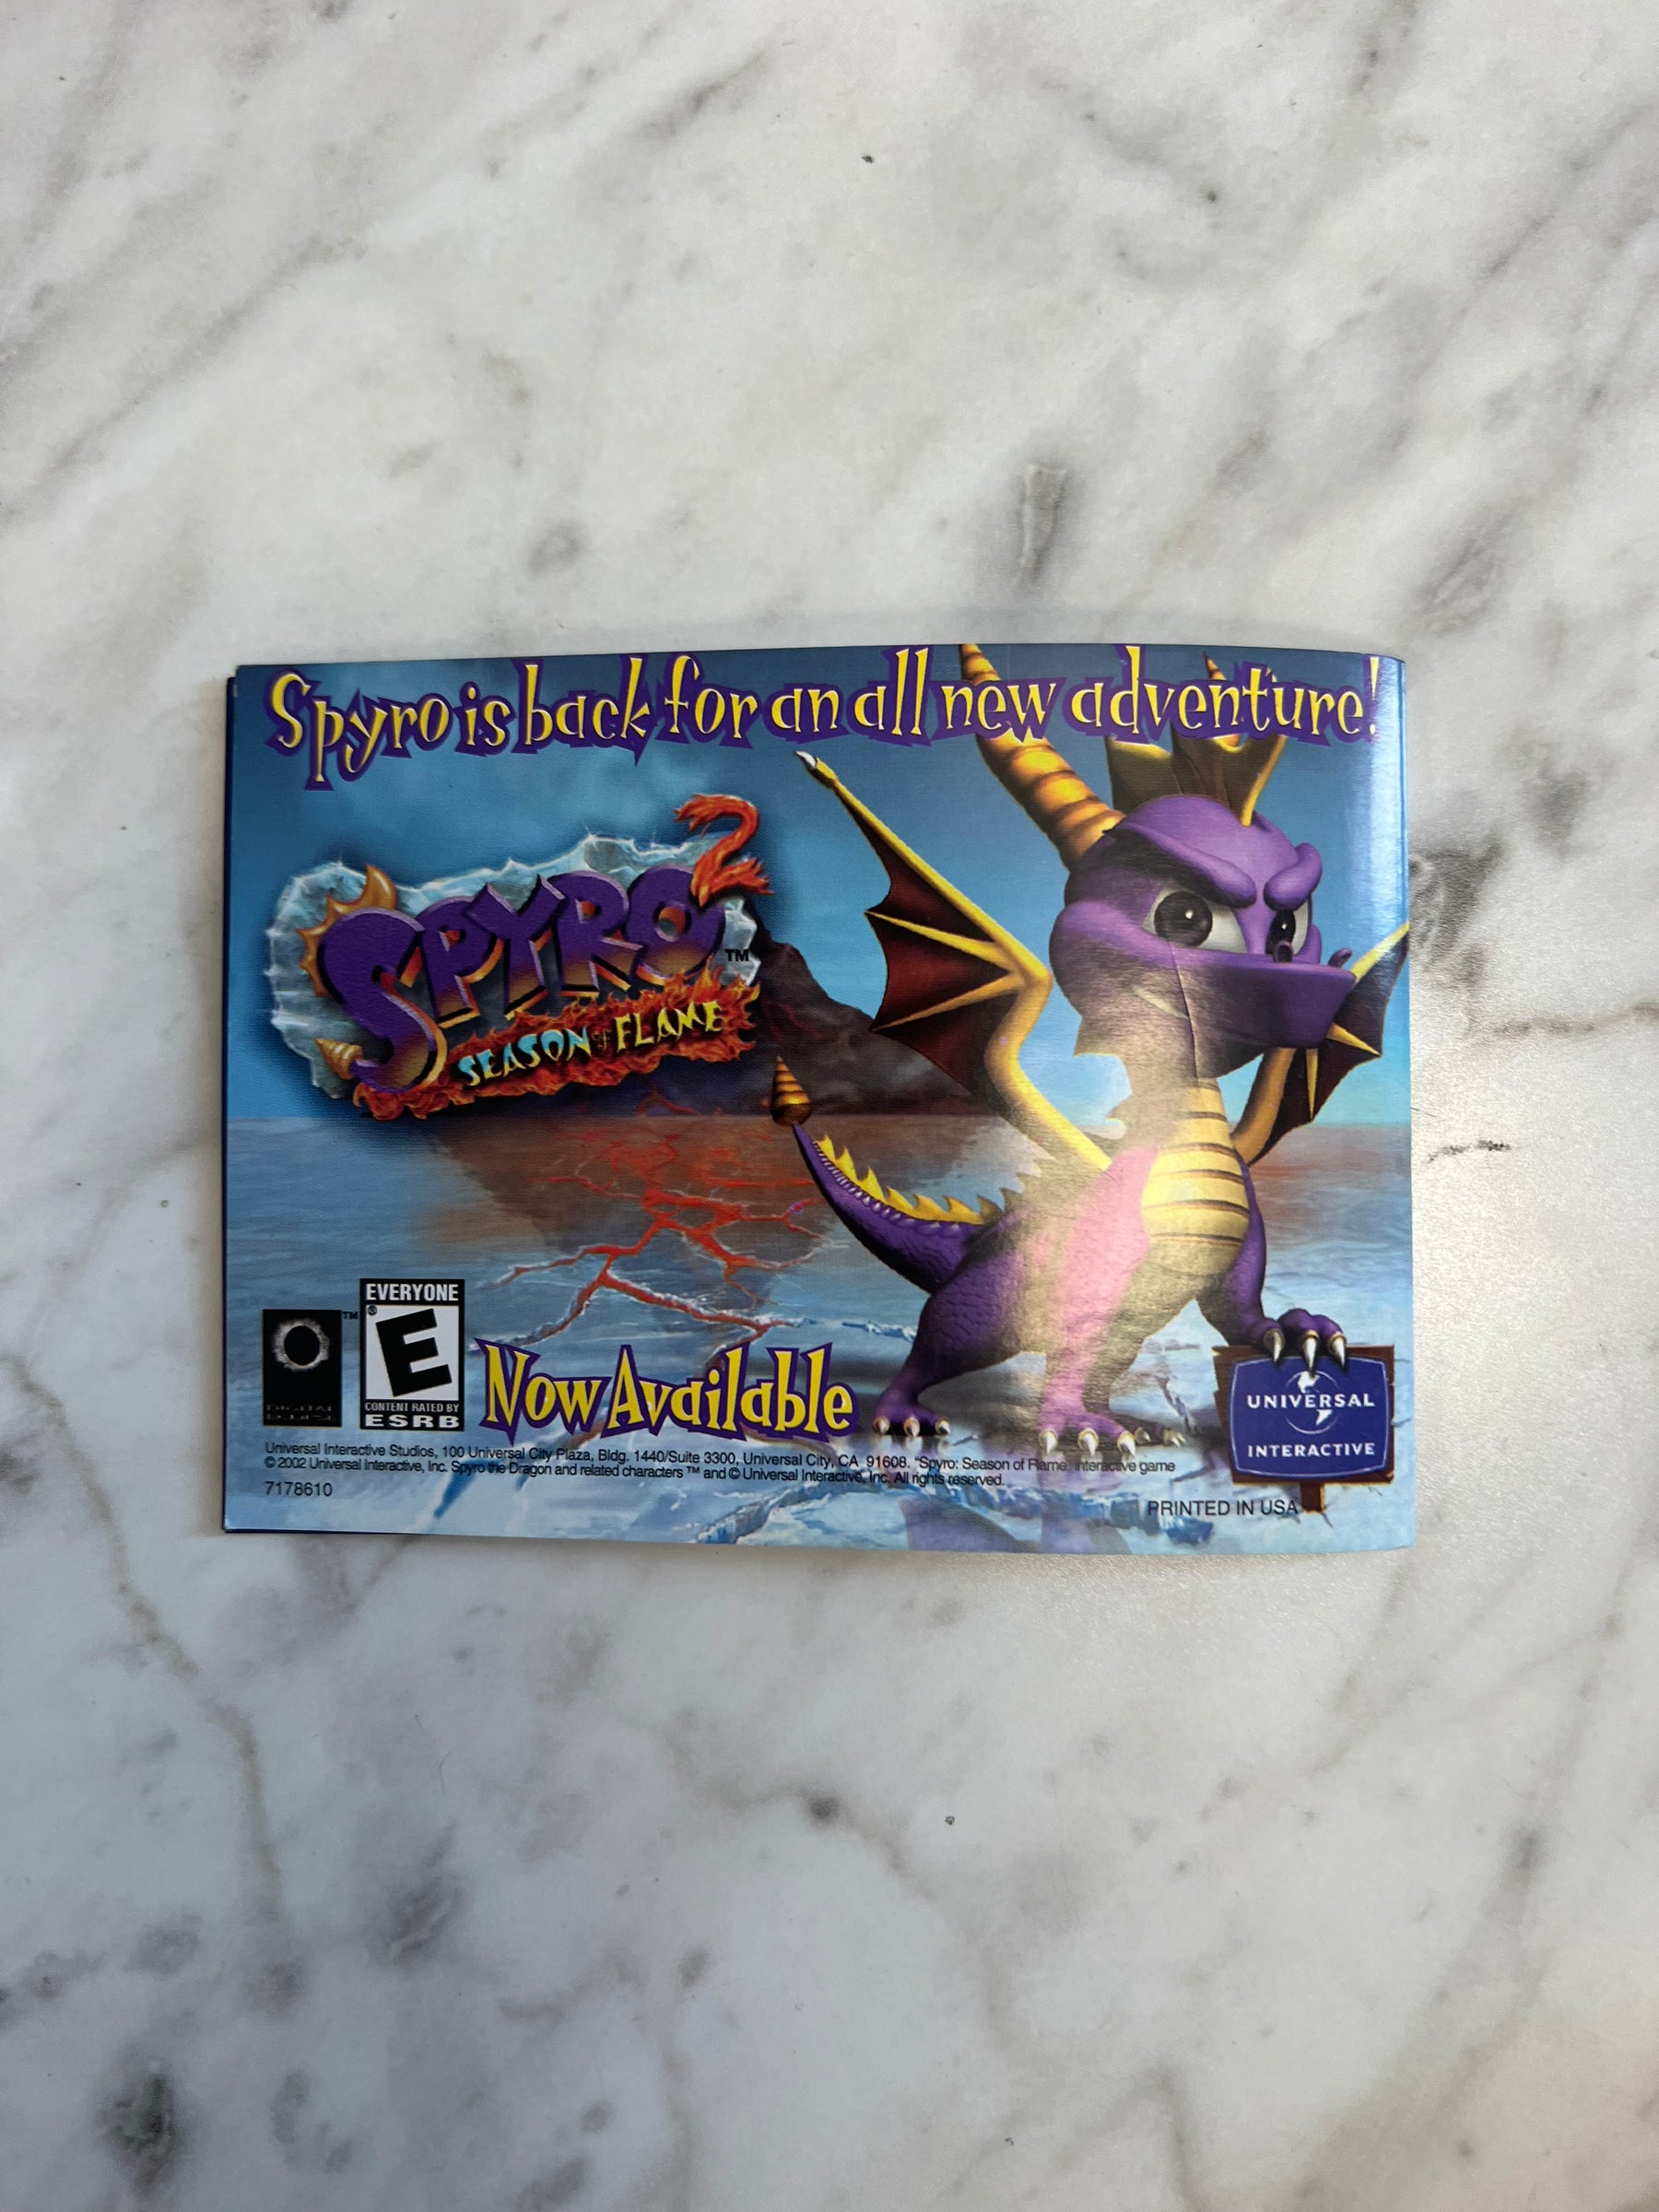 Spyro is back for an all new adventure!
SPYRO 2 ™
SEASON of FLAME
EVERYONE
™
®
E
CONTENT RATED BY
ESRB
DIGITAL
ECLIPSE
Now Available
UNIVERSAL
INTERACTIVE
Universal Interactive Studios, 100 Universal City Plaza, Bldg. 1440/Suite 3300, Universal City, CA 91608. "Spyro: Season of Flame" interactive game
© 2002 Universal Interactive, Inc. Spyro the Dragon and related characters ™ and © Universal Interactive, Inc. All rights reserved.
7178610
PRINTED IN USA